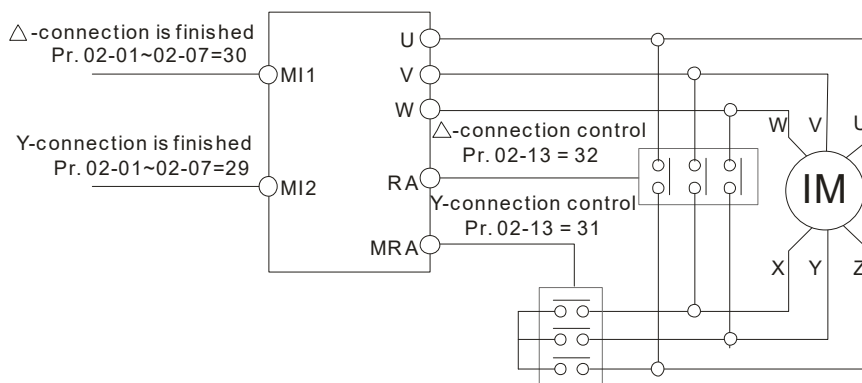 △-connection is finished
Pr. 02-01~02-07=30
MI1
Y-connection is finished
Pr. 02-01~02-07=29
MI2
U
V
W
RA
MRA
△-connection control
Pr. 02-13 = 32
Y-connection control
Pr. 02-13 = 31
W V U
IM
X Y Z